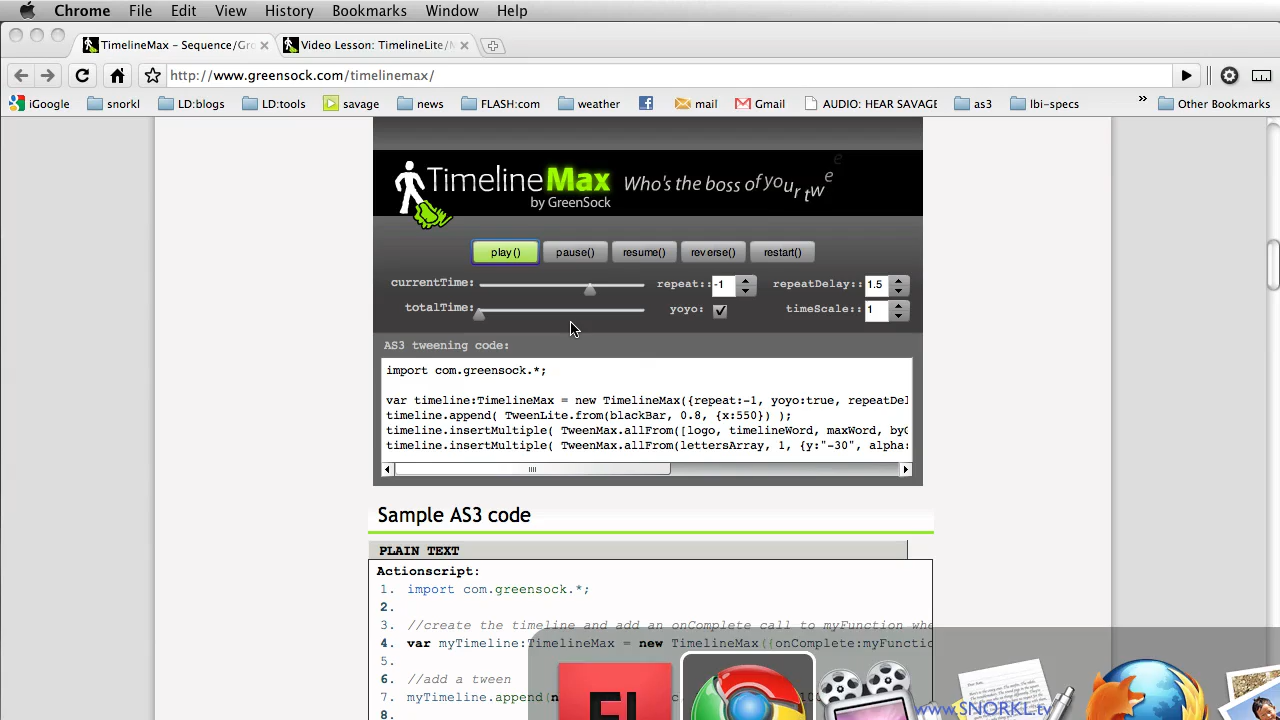 Chrome File Edit View History Bookmarks Window Help
TimelineMax – Sequence/Gr
Video Lesson: TimelineLite/
http://www.greensock.com/timelinemax/
iGoogle snorkl LD:blogs LD:tools savage news FLASH:com weather mail Gmail AUDIO: HEAR SAVAGE as3 lbi-specs » Other Bookmarks
TimelineMax Who's the boss of your twee
by GreenSock
play() pause() resume() reverse() restart()
currentTime: repeat:: -1 repeatDelay:: 1.5
totalTime: yoyo: timeScale:: 1
AS3 tweening code:
import com.greensock.*;
var timeline:TimelineMax = new TimelineMax({repeat:-1, yoyo:true, repeatDel
timeline.append( TweenLite.from(blackBar, 0.8, {x:550}) );
timeline.insertMultiple( TweenMax.allFrom([logo, timelineWord, maxWord, by
timeline.insertMultiple( TweenMax.allFrom(lettersArray, 1, {y:"-30", alpha:
Sample AS3 code
PLAIN TEXT
Actionscript:
1. import com.greensock.*;
2.
3. //create the timeline and add an onComplete call to myFunction whe
4. var myTimeline:TimelineMax = new TimelineMax({onComplete:myFunctio
5.
6. //add a tween
7. myTimeline.append(n
8.
www.SNORKL.tv